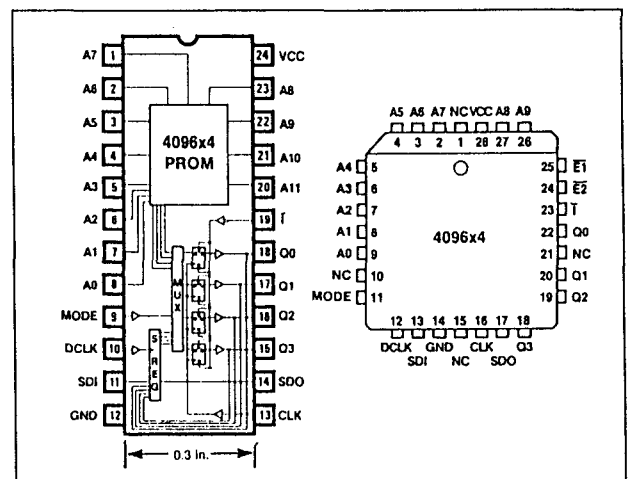 A7 1
A6 2
A5 3
A4 4
A3 5
A2 6
A1 7
A0 8
MODE 9
DCLK 10
SDI 11
GND 12
4096x4
PROM
MUX
S REG
24 VCC
23 A8
22 A9
21 A10
20 A11
19 I̅
18 Q0
17 Q1
16 Q2
15 Q3
14 SDO
13 CLK
0.3 in.
A5 A6 A7 NC VCC A8 A9
4 3 2 1 28 27 26
A4 5
A3 6
A2 7
A1 8
A0 9
NC 10
MODE 11
4096x4
25 E̅1̅
24 E̅2̅
23 I̅
22 Q0
21 NC
20 Q1
19 Q2
12 13 14 15 16 17 18
DCLK GND CLK Q3
SDI NC SDO